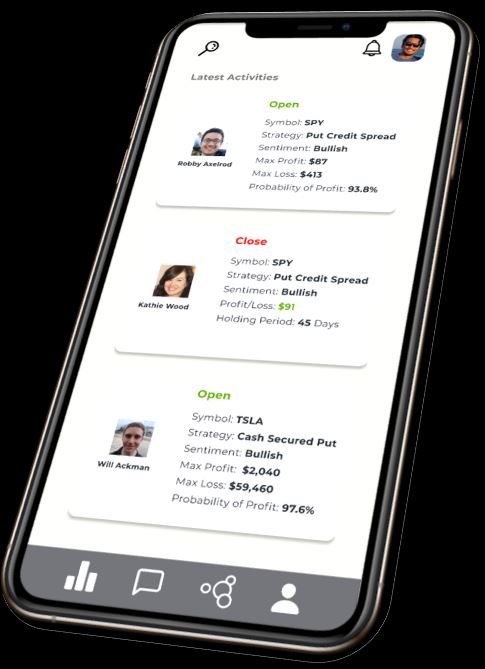 Latest Activities
Open
Symbol: SPY
Strategy: Put Credit Spread
Sentiment: Bullish
Max Profit: $87
Max Loss: $413
Probability of Profit: 93.8%
Robby Axelrod
Close
Symbol: SPY
Strategy: Put Credit Spread
Sentiment: Bullish
Profit/Loss: $91
Holding Period: 45 Days
Kathie Wood
Open
Symbol: TSLA
Strategy: Cash Secured Put
Sentiment: Bullish
Max Profit: $2,040
Max Loss: $59,460
Probability of Profit: 97.6%
Will Ackman